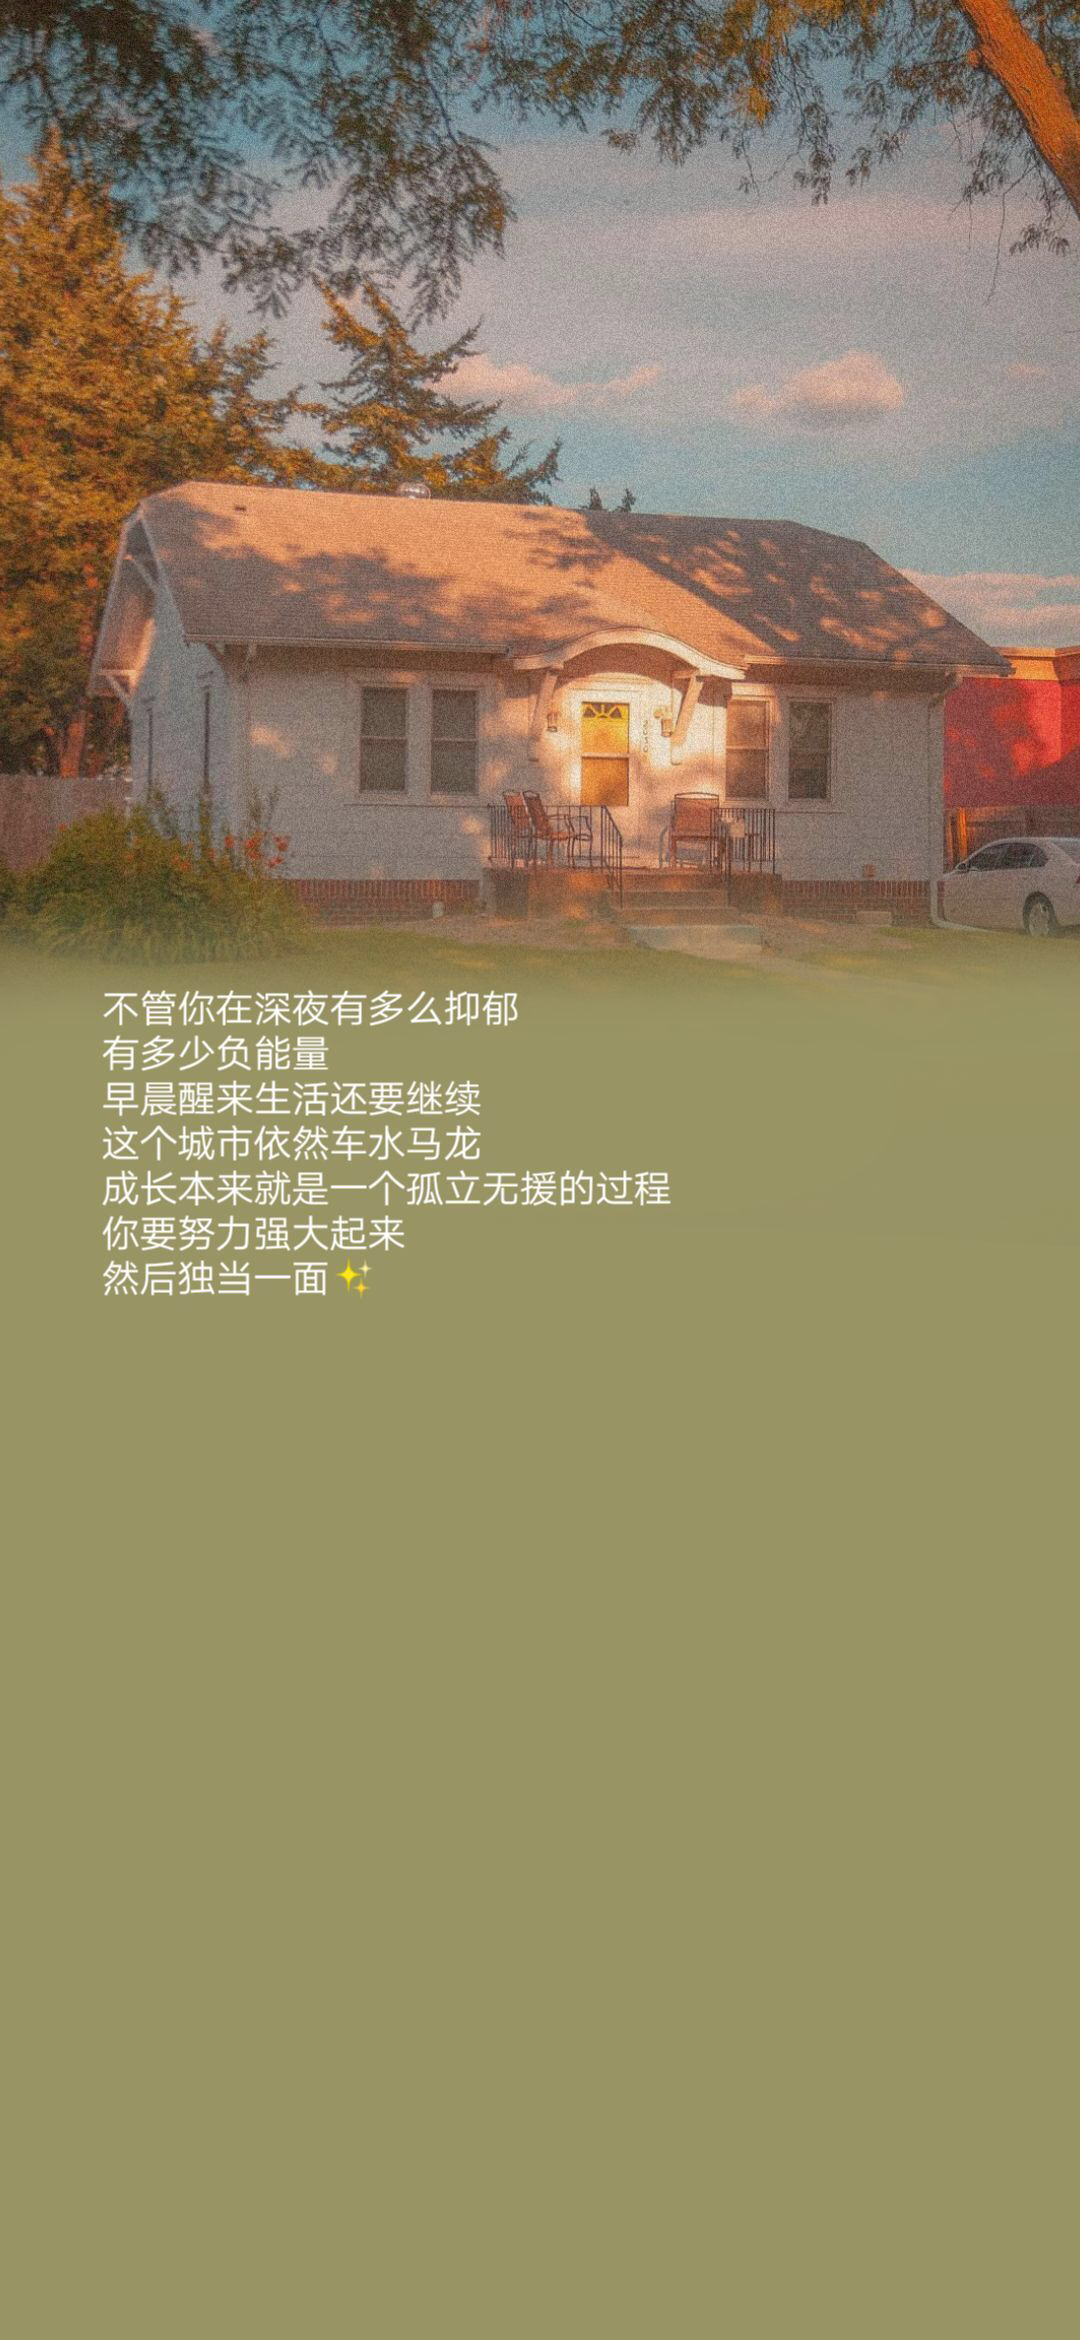 不管你在深夜有多么抑郁
有多少负能量
早晨醒来生活还要继续
这个城市依然车水马龙
成长本来就是一个孤立无援的过程
你要努力强大起来
然后独当一面✨